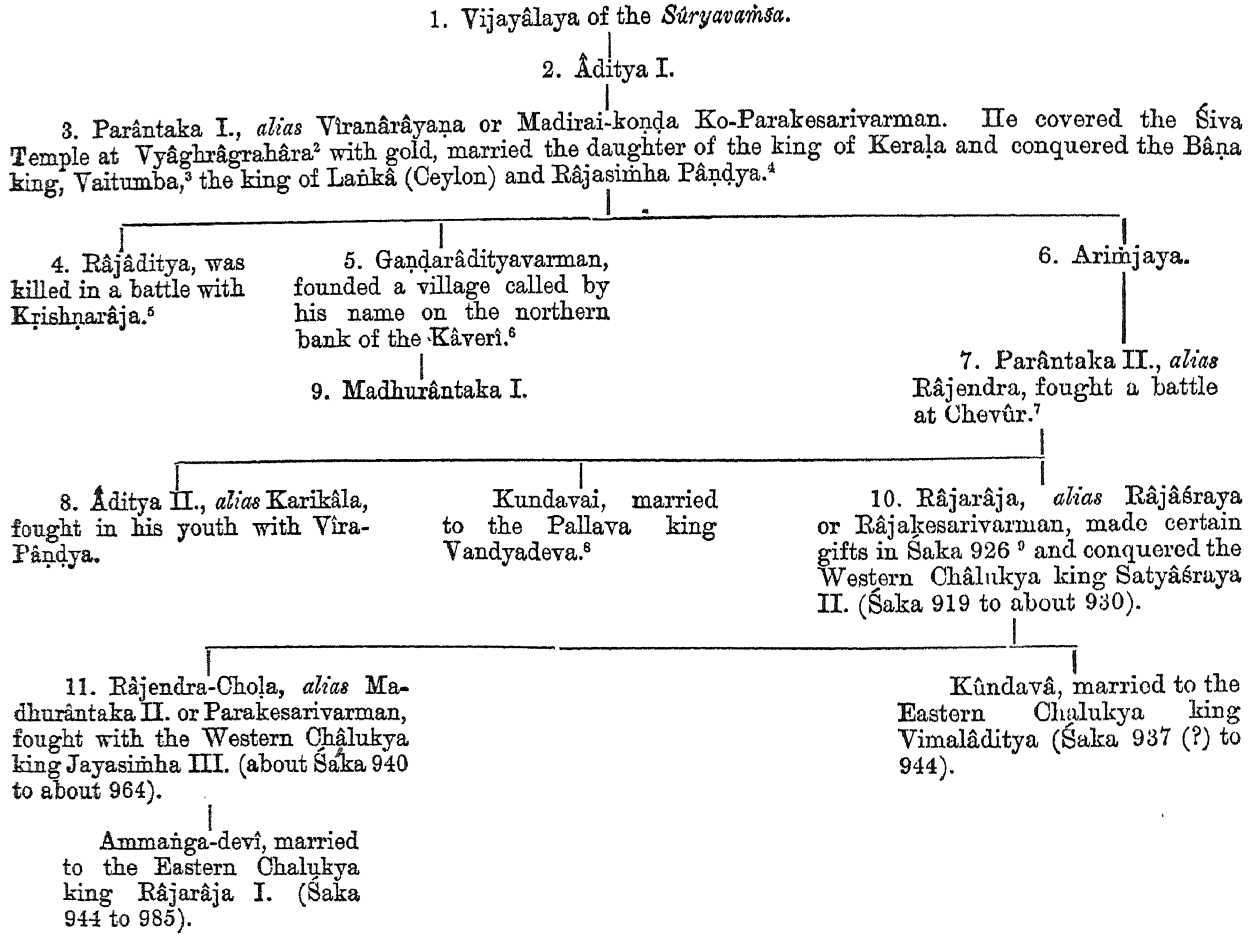 1. Vijayâlaya of the Sûryavaṁśa.
2. Âditya I.
3. Parântaka I., alias Vîranârâyaṇa or Madirai-koṇḍa Ko-Parakesarivarman. He covered the Śiva
Temple at Vyâghrâgrahâra² with gold, married the daughter of the king of Keraḷa and conquered the Bâṇa
king, Vaitumba,³ the king of Laṅkâ (Ceylon) and Râjasiṁha Pâṇḍya.⁴
4. Râjâditya, was
killed in a battle with
Kṛishṇarâja.⁵
5. Gaṇḍarâdityavarman,
founded a village called by
his name on the northern
bank of the Kâverî.⁶
9. Madhurântaka I.
6. Ariṁjaya.
7. Parântaka II., alias
Râjendra, fought a battle
at Chevûr.⁷
8. Âditya II., alias Karikâla,
fought in his youth with Vîra-
Pâṇḍya.
Kundavai, married
to the Pallava king
Vandyadeva.⁸
10. Râjarâja, alias Râjâśraya
or Râjakesarivarman, made certain
gifts in Śaka 926 ⁹ and conquered the
Western Châlukya king Satyâśraya
II. (Śaka 919 to about 930).
11. Râjendra-Choḷa, alias Ma-
dhurântaka II. or Parakesarivarman,
fought with the Western Châlukya
king Jayasiṁha III. (about Śaka 940
to about 964).
Ammaṅga-devî, married
to the Eastern Chalukya
king Râjarâja I. (Śaka
944 to 985).
Kûndavâ, married to the
Eastern Chalukya king
Vimalâditya (Śaka 937 (?) to
944).